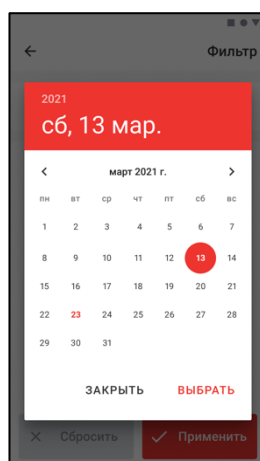 Фильтр
2021
сб, 13 мар.
март 2021 г.
пн вт ср чт пт сб вс
1 2 3 4 5 6 7
8 9 10 11 12 13 14
15 16 17 18 19 20 21
22 23 24 25 26 27 28
29 30 31
ЗАКРЫТЬ ВЫБРАТЬ
Сбросить Применить